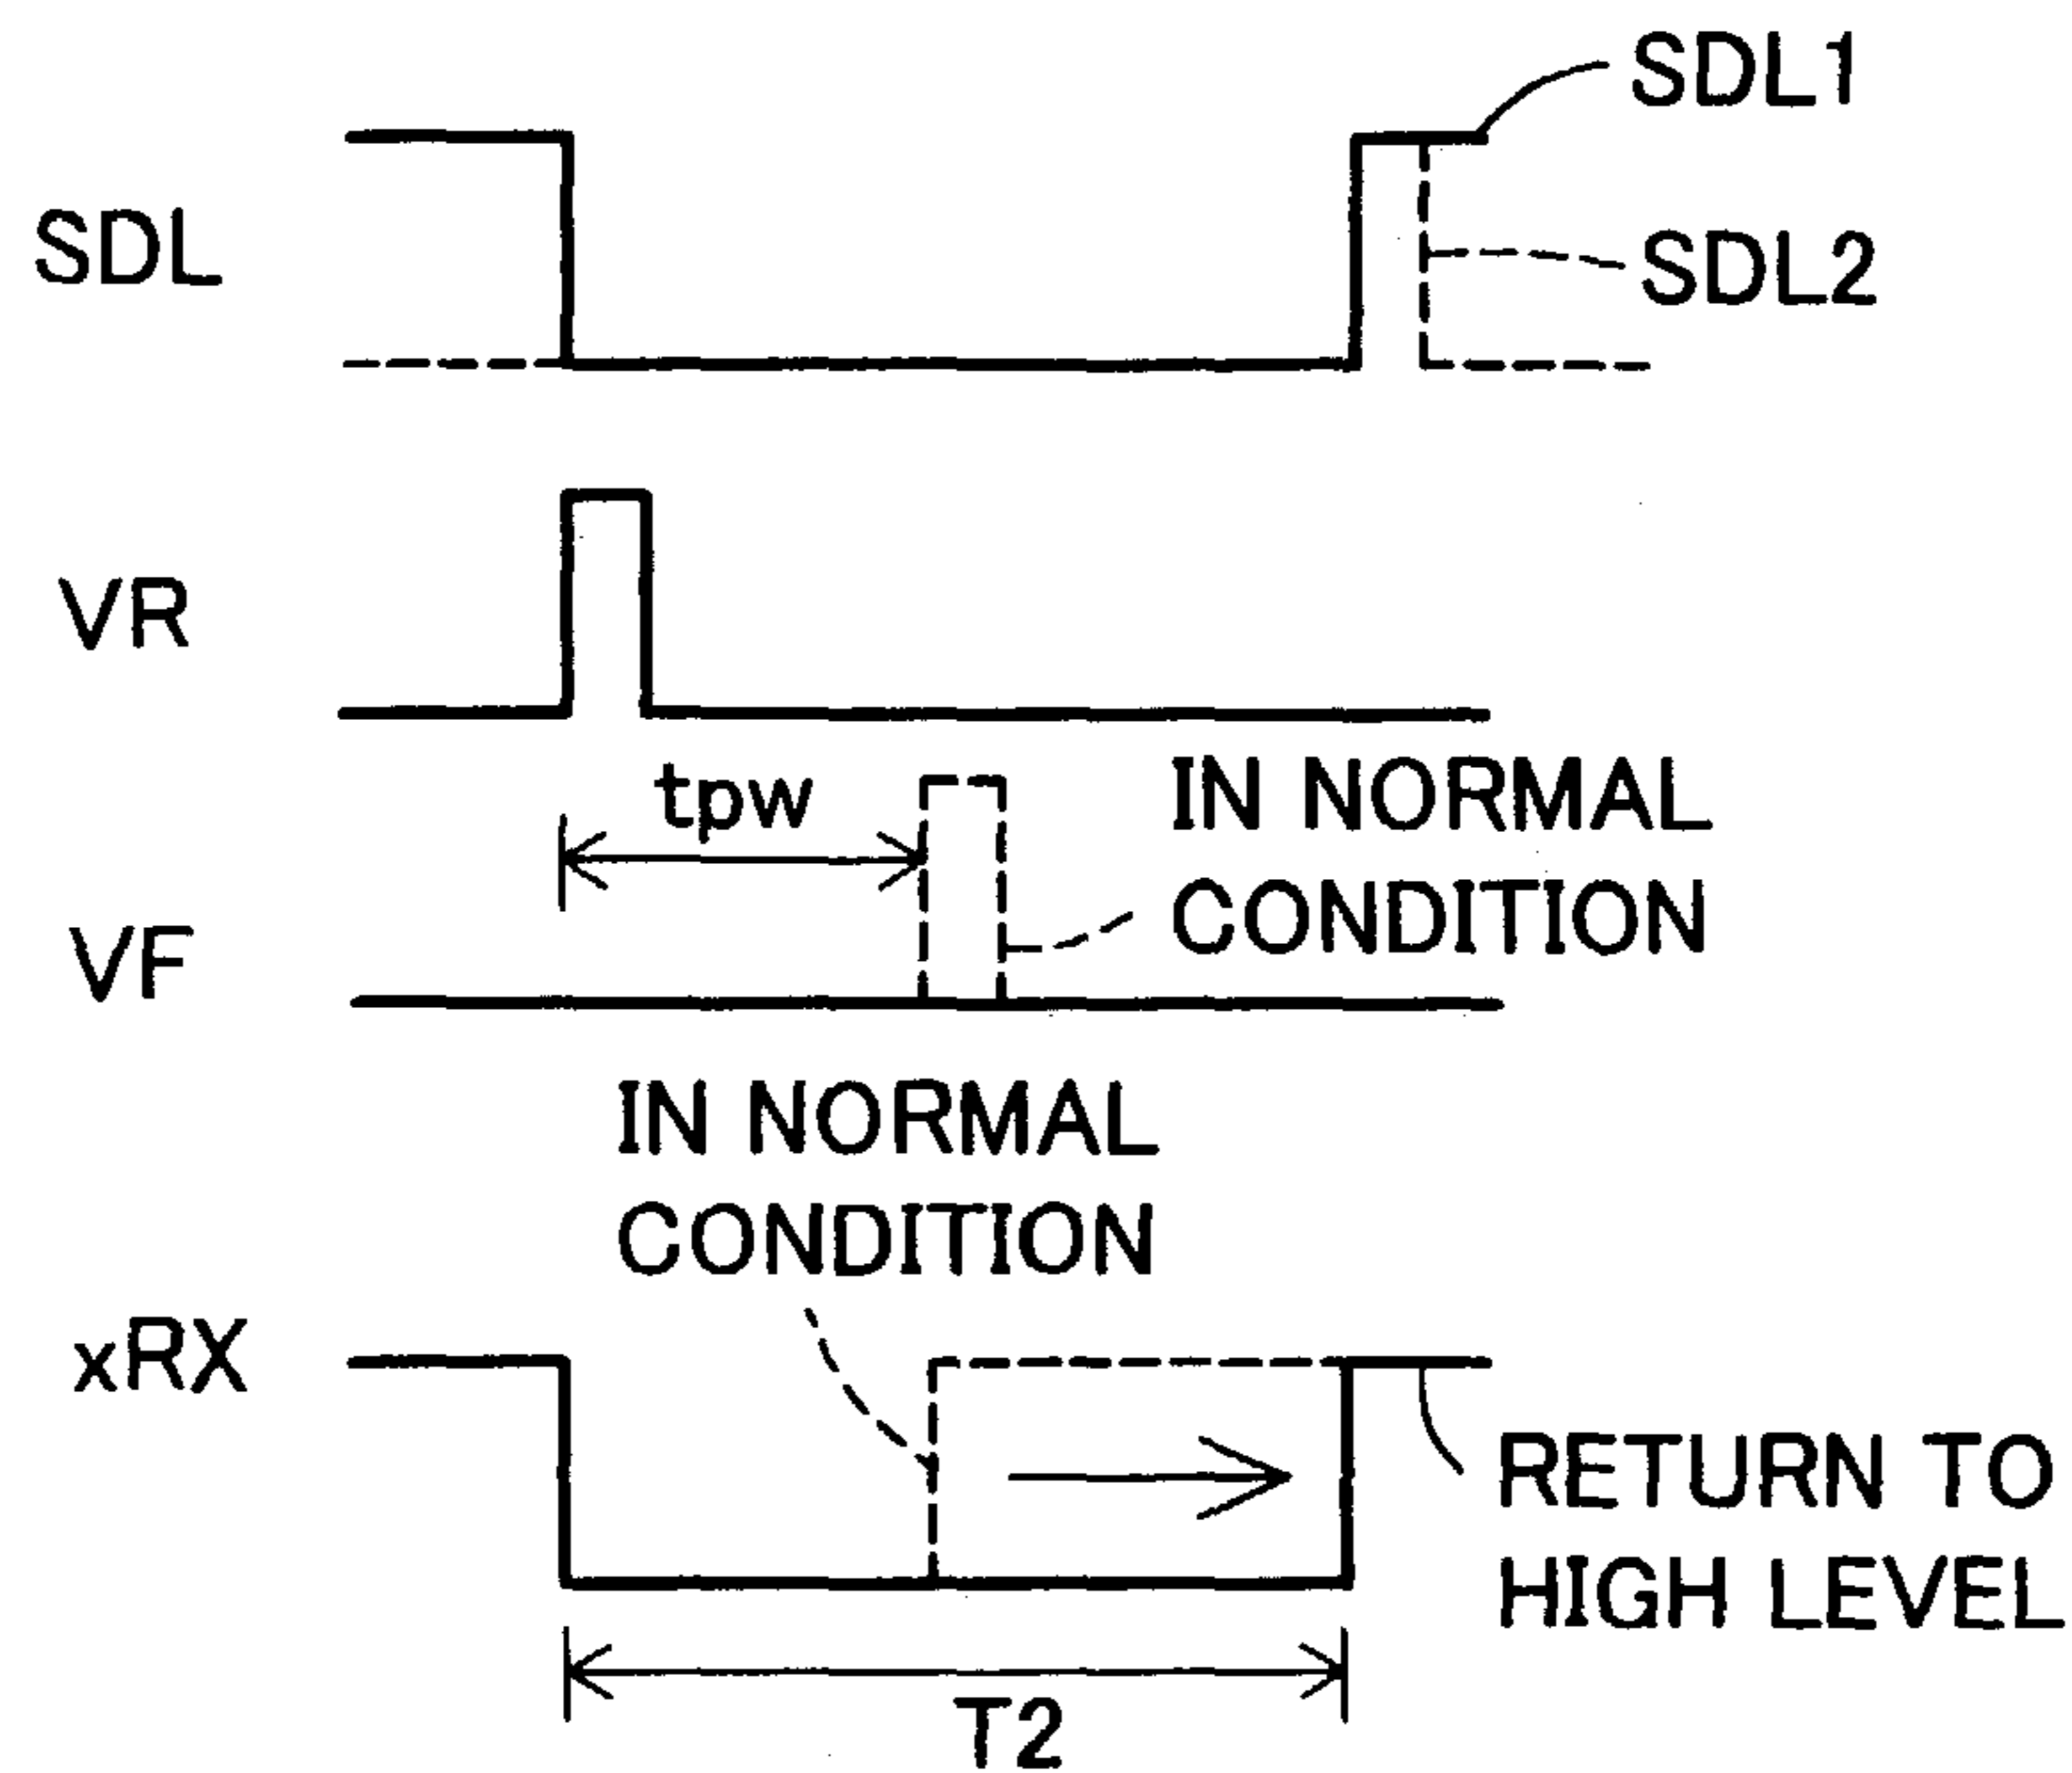 SDL1
SDL
SDL2
VR
tpw
IN NORMAL
CONDITION
VF
IN NORMAL
CONDITION
xRX
RETURN TO
HIGH LEVEL
T2